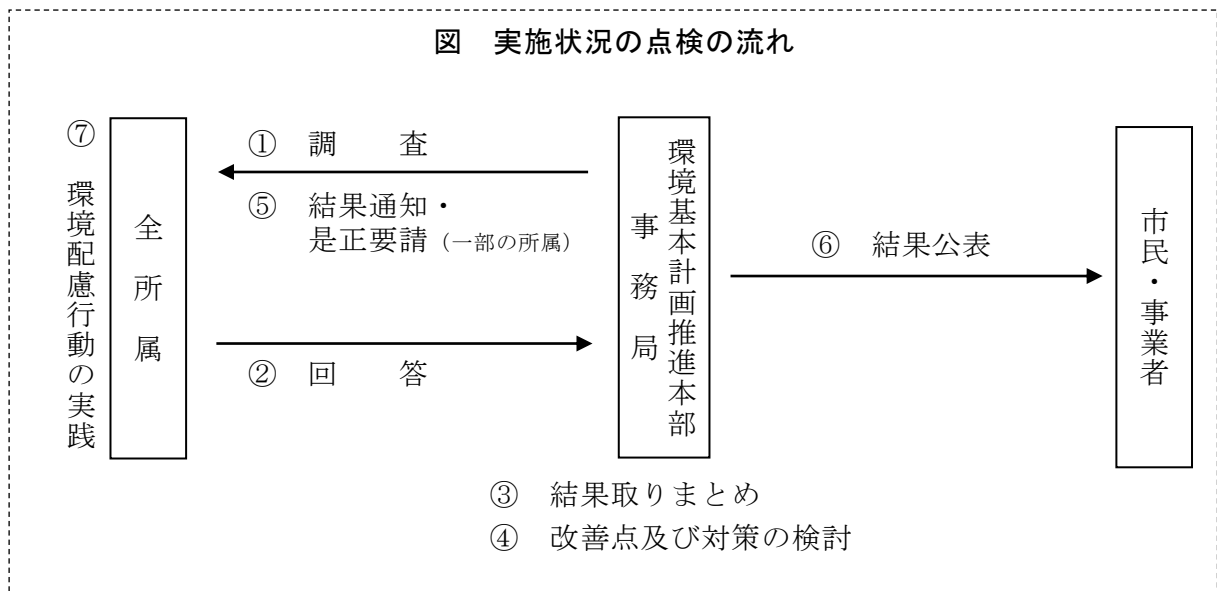 図　実施状況の点検の流れ
⑦　環境配慮行動の実践
全所属
①　調　　査
⑤　結果通知・
是正要請（一部の所属）
②　回　　答
環境基本計画推進本部
事務局
③　結果取りまとめ
④　改善点及び対策の検討
⑥　結果公表
市民・事業者